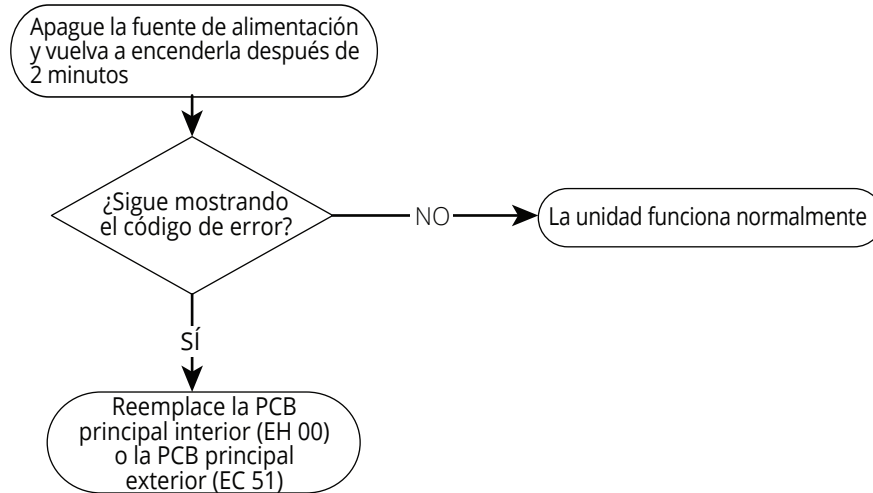 Apague la fuente de alimentación
y vuelva a encenderla después de
2 minutos
¿Sigue mostrando
el código de error?
NO
La unidad funciona normalmente
SÍ
Reemplace la PCB
principal interior (EH 00)
o la PCB principal
exterior (EC 51)